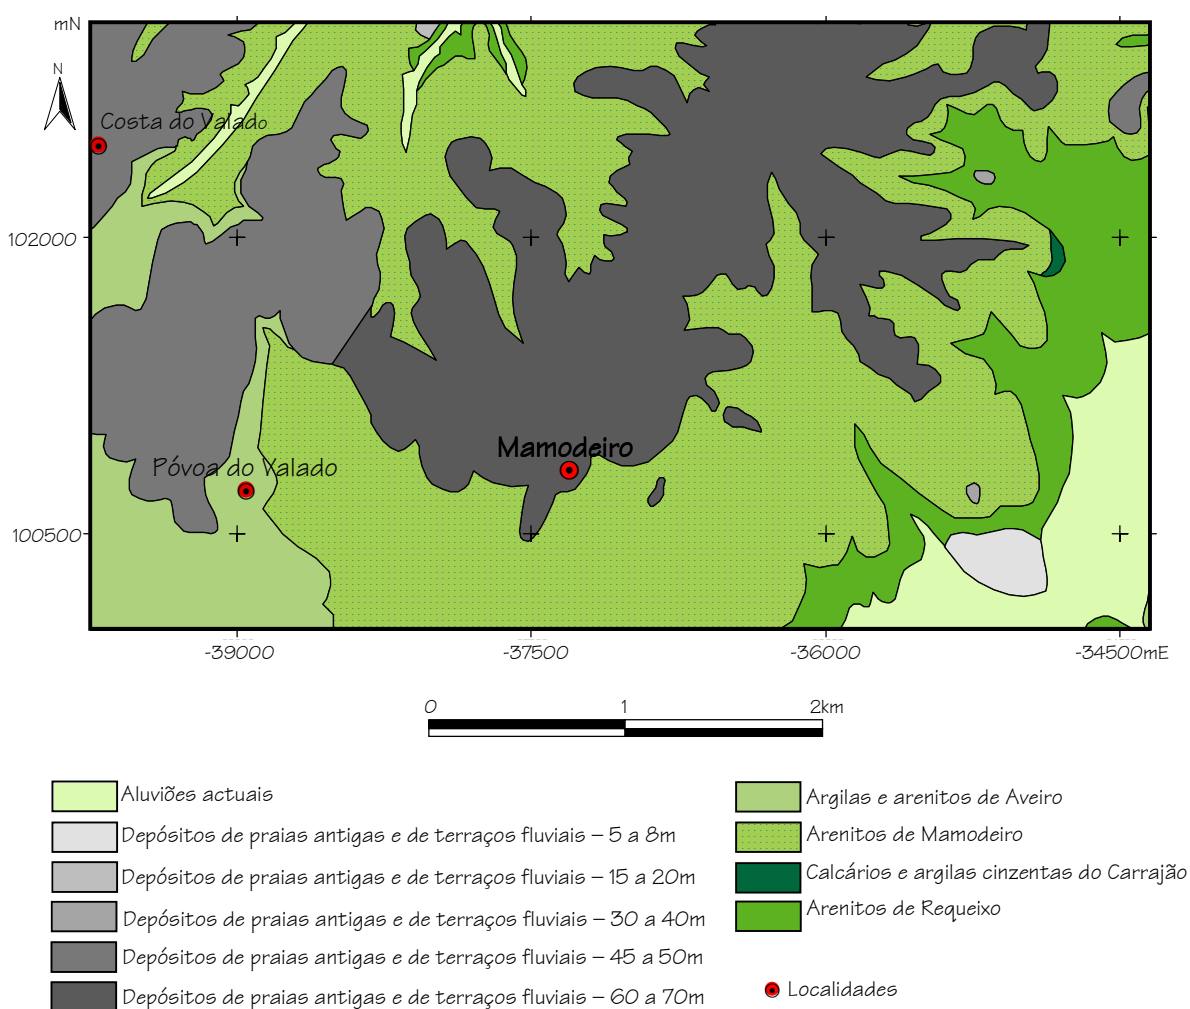 mN
N
Costa do Valado
102000
Mamodeiro
Póvoa do Valado
100500
-39000 -37500 -36000 -34500mE
0 1 2km
Aluviões actuais
Depósitos de praias antigas e de terraços fluviais – 5 a 8m
Depósitos de praias antigas e de terraços fluviais – 15 a 20m
Depósitos de praias antigas e de terraços fluviais – 30 a 40m
Depósitos de praias antigas e de terraços fluviais – 45 a 50m
Depósitos de praias antigas e de terraços fluviais – 60 a 70m
Argilas e arenitos de Aveiro
Arenitos de Mamodeiro
Calcários e argilas cinzentas do Carrajão
Arenitos de Requeixo
Localidades